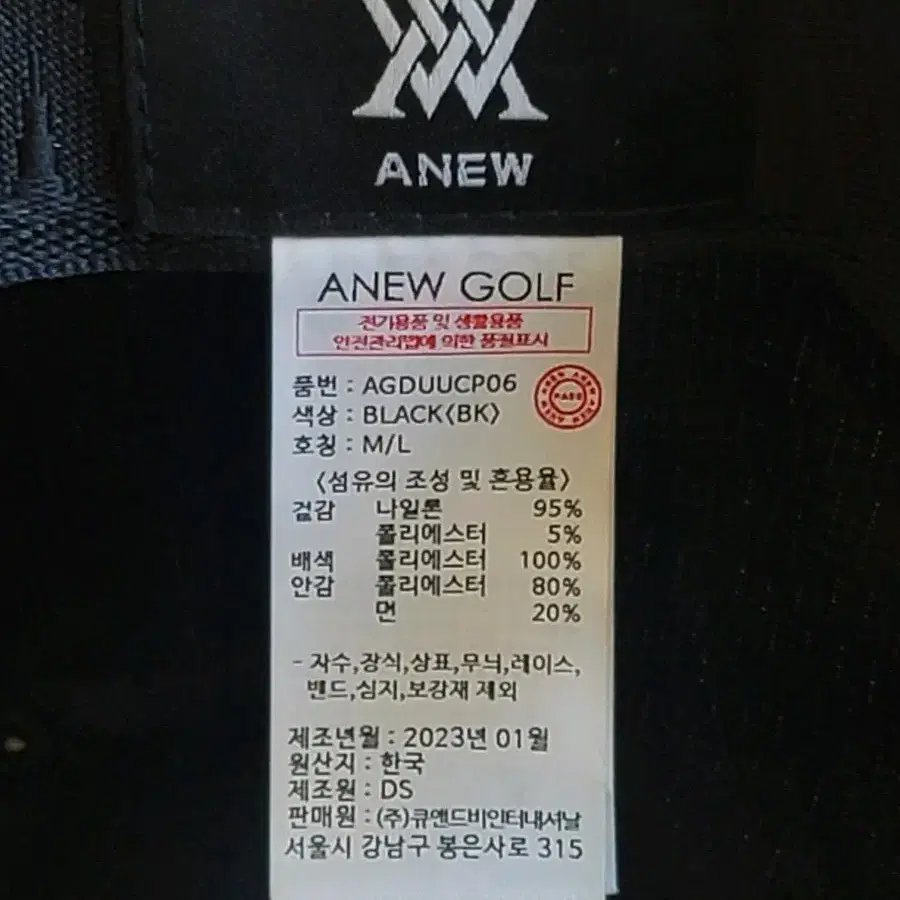 ANEW
ANEW GOLF
전기용품 및 생활용품
안전관리법에 의한 품질표시
품번 : AGDUUCP06
색상 : BLACK<BK>
호칭 : M/L
<섬유의 조성 및 혼용율>
겉감 나일론 95%
폴리에스터 5%
배색 폴리에스터 100%
안감 폴리에스터 80%
면 20%
- 자수,장식,상표,무늬,레이스,
밴드,심지,보강재 제외
제조년월 : 2023년 01월
원산지 : 한국
제조원 : DS
판매원 : (주)큐앤드비인터내셔날
서울시 강남구 봉은사로 315